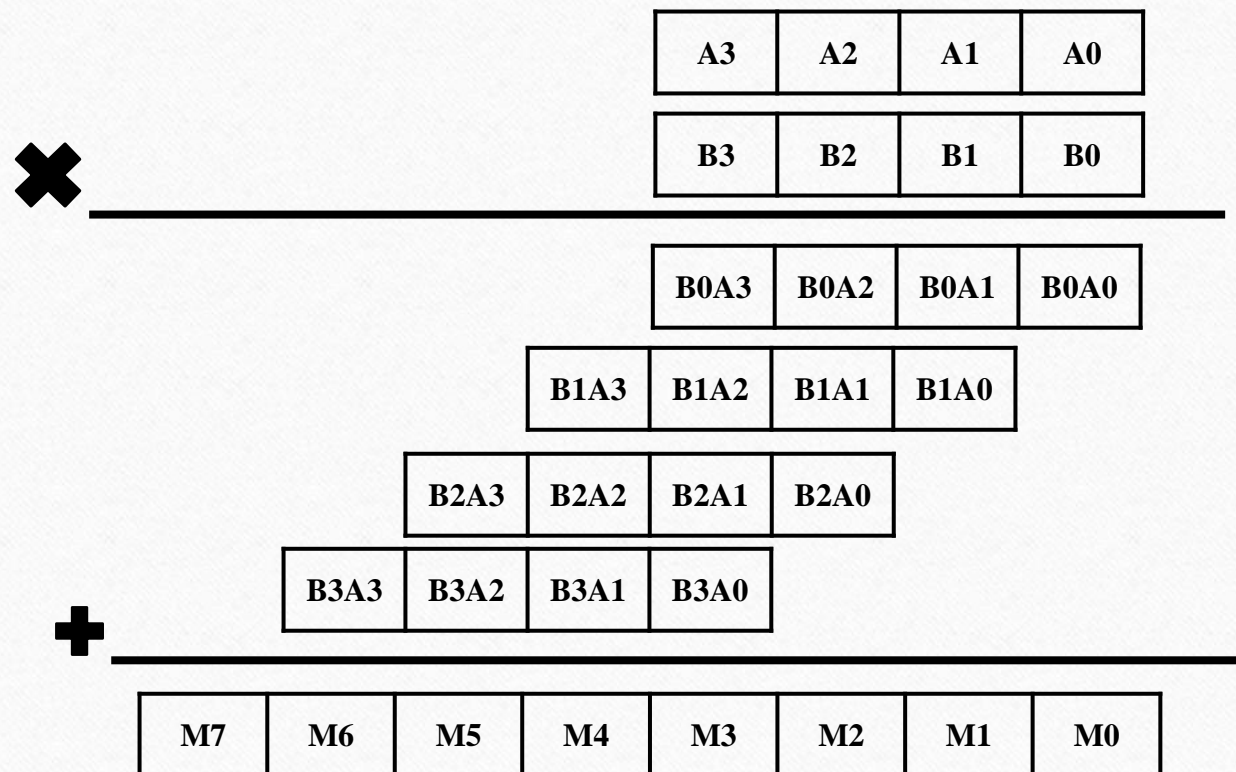 A3 A2 A1 A0
B3 B2 B1 B0
B0A3 B0A2 B0A1 B0A0
B1A3 B1A2 B1A1 B1A0
B2A3 B2A2 B2A1 B2A0
B3A3 B3A2 B3A1 B3A0
M7 M6 M5 M4 M3 M2 M1 M0